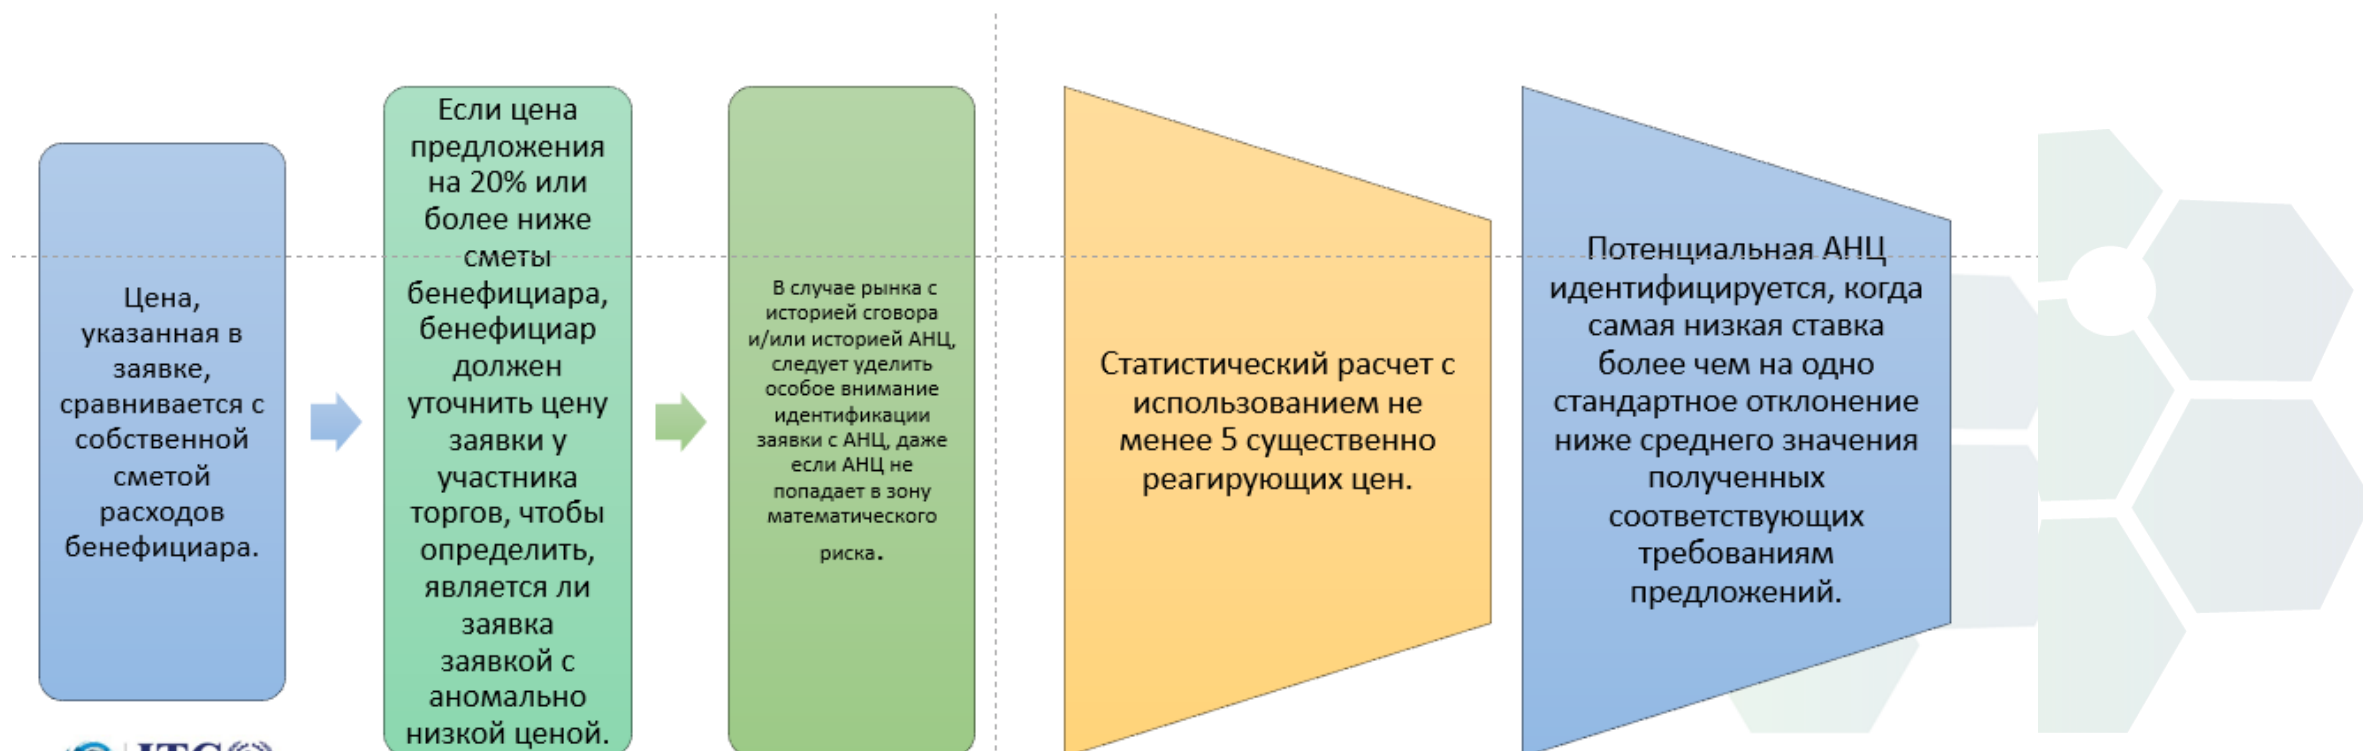 Цена,
указанная в
заявке,
сравнивается с
собственной
сметой
расходов
бенефициара.
Если цена
предложения
на 20% или
более ниже
сметы
бенефициара,
бенефициар
должен
уточнить цену
заявки у
участника
торгов, чтобы
определить,
является ли
заявка
заявкой с
аномально
низкой ценой.
В случае рынка с
историей сговора
и/или историей АНЦ,
следует уделить
особое внимание
идентификации
заявки с АНЦ, даже
если АНЦ не
попадает в зону
математического
риска.
Статистический расчет с
использованием не
менее 5 существенно
реагирующих цен.
Потенциальная АНЦ
идентифицируется, когда
самая низкая ставка
более чем на одно
стандартное отклонение
ниже среднего значения
полученных
соответствующих
требованиям
предложений.
ITC